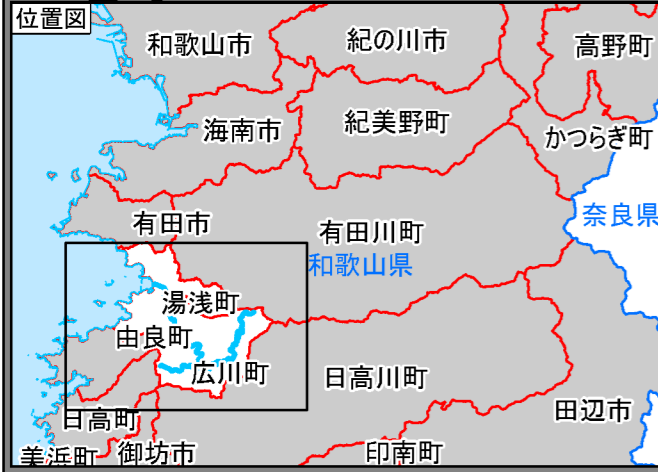 位置図
和歌山市
紀の川市
高野町
海南市
紀美野町
かつらぎ町
有田市
有田川町
奈良県
和歌山県
湯浅町
由良町
広川町
日高川町
日高町
田辺市
美浜町
御坊市
印南町